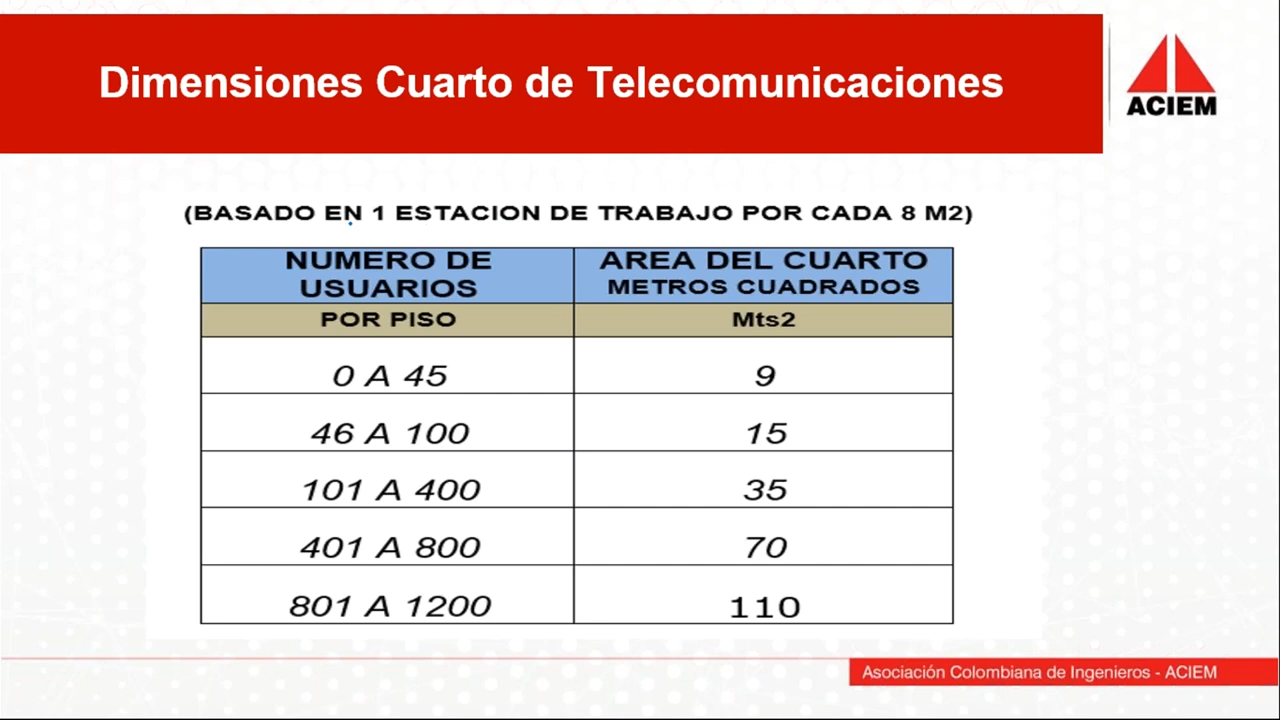 Dimensiones Cuarto de Telecomunicaciones
ACIEM
(BASADO EN 1 ESTACION DE TRABAJO POR CADA 8 M2)
NUMERO DE
USUARIOS
AREA DEL CUARTO
METROS CUADRADOS
POR PISO
Mts2
0 A 45
9
46 A 100
15
101 A 400
35
401 A 800
70
801 A 1200
110
Asociación Colombiana de Ingenieros - ACIEM